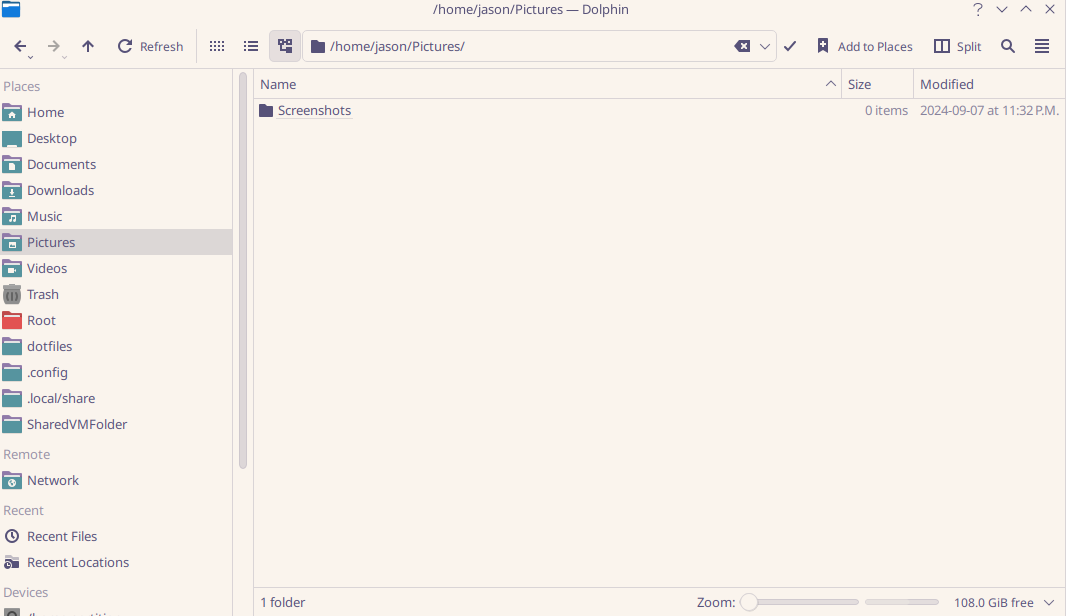 /home/jason/Pictures — Dolphin
Refresh
/home/jason/Pictures/
Add to Places
Split
Places
Home
Desktop
Documents
Downloads
Music
Pictures
Videos
Trash
Root
dotfiles
.config
.local/share
SharedVMFolder
Remote
Network
Recent
Recent Files
Recent Locations
Devices
Name Size Modified
Screenshots 0 items 2024-09-07 at 11:32 P.M.
1 folder Zoom: 108.0 GiB free